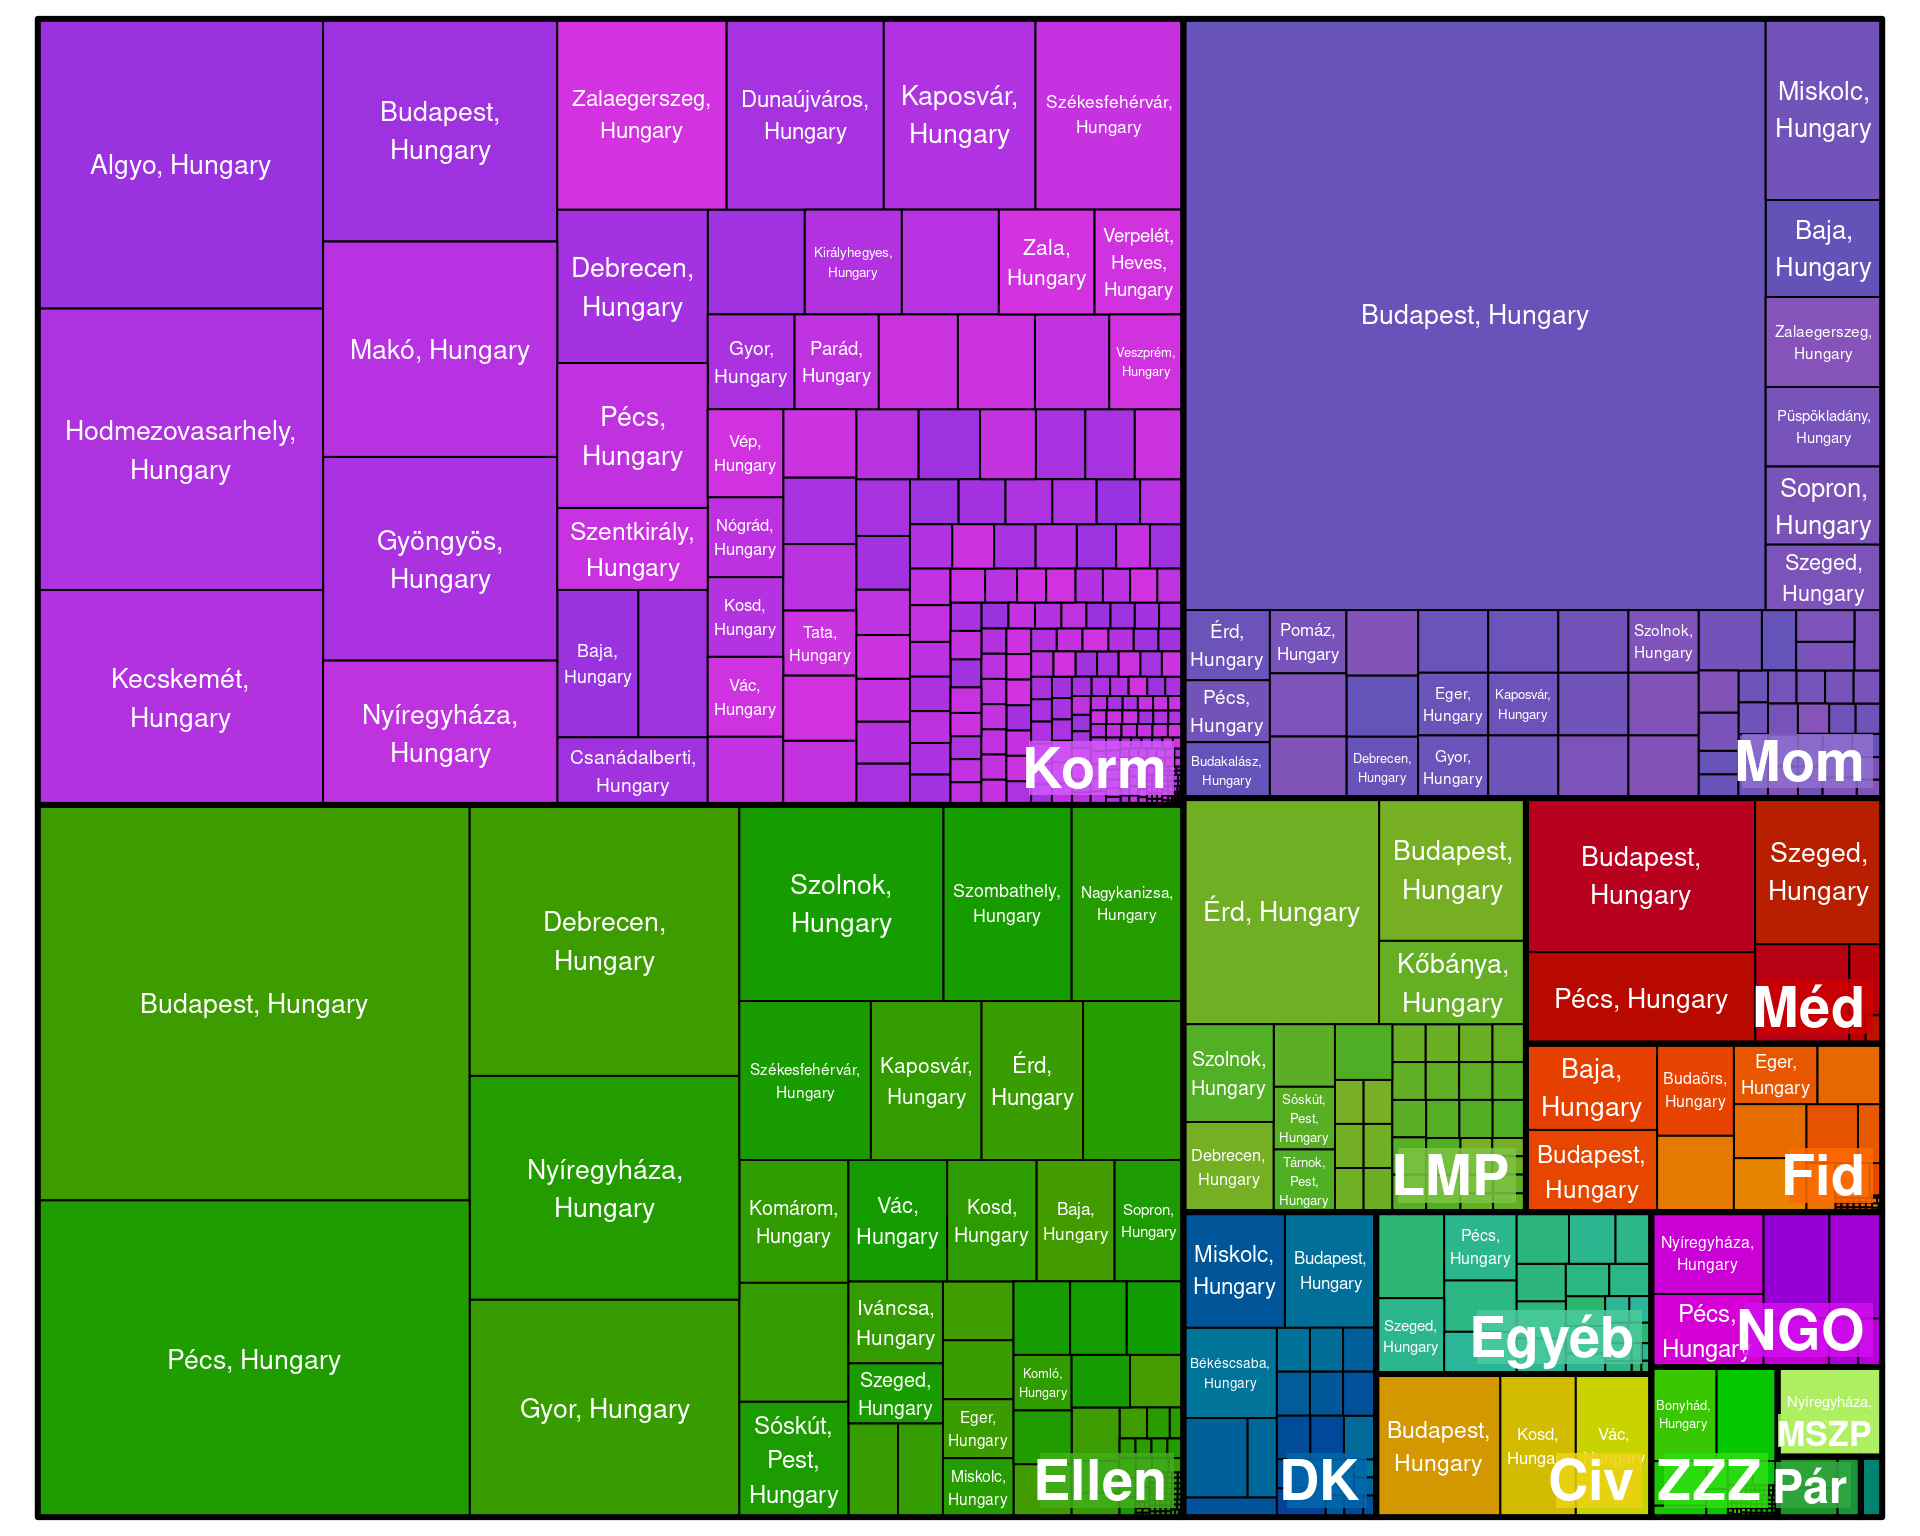 Algyo, Hungary
Hodmezovasarhely,
Hungary
Kecskemét,
Hungary
Budapest,
Hungary
Makó, Hungary
Gyöngyös,
Hungary
Nyíregyháza,
Hungary
Zalaegerszeg,
Hungary
Dunaújváros,
Hungary
Kaposvár,
Hungary
Székesfehérvár,
Hungary
Debrecen,
Hungary
Pécs,
Hungary
Szentkirály,
Hungary
Baja,
Hungary
Csanádalberti,
Hungary
Királyhegyes,
Hungary
Zala,
Hungary
Verpelét,
Heves,
Hungary
Gyor,
Hungary
Parád,
Hungary
Veszprém,
Hungary
Vép,
Hungary
Nógrád,
Hungary
Kosd,
Hungary
Vác,
Hungary
Tata,
Hungary
Korm
Budapest, Hungary
Miskolc,
Hungary
Baja,
Hungary
Zalaegerszeg,
Hungary
Püspökladány,
Hungary
Sopron,
Hungary
Szeged,
Hungary
Érd,
Hungary
Pécs,
Hungary
Budakalász,
Hungary
Pomáz,
Hungary
Debrecen,
Hungary
Eger,
Hungary
Gyor,
Hungary
Kaposvár,
Hungary
Szolnok,
Hungary
Mom
Budapest, Hungary
Pécs, Hungary
Debrecen,
Hungary
Nyíregyháza,
Hungary
Gyor, Hungary
Szolnok,
Hungary
Szombathely,
Hungary
Nagykanizsa,
Hungary
Székesfehérvár,
Hungary
Kaposvár,
Hungary
Érd,
Hungary
Komárom,
Hungary
Sóskút,
Pest,
Hungary
Vác,
Hungary
Kosd,
Hungary
Baja,
Hungary
Sopron,
Hungary
Iváncsa,
Hungary
Szeged,
Hungary
Eger,
Hungary
Miskolc,
Hungary
Komló,
Hungary
Ellen
Érd, Hungary
Budapest,
Hungary
Kőbánya,
Hungary
Szolnok,
Hungary
Debrecen,
Hungary
Sóskút,
Pest,
Hungary
Tárnok,
Pest,
Hungary
LMP
Budapest,
Hungary
Szeged,
Hungary
Pécs, Hungary
Méd
Baja,
Hungary
Budapest,
Hungary
Budaörs,
Hungary
Eger,
Hungary
Fid
Miskolc,
Hungary
Budapest,
Hungary
Békéscsaba,
Hungary
DK
Pécs,
Hungary
Szeged,
Hungary
Egyéb
Nyíregyháza,
Hungary
Pécs,
Hungary
NGO
Budapest,
Hungary
Kosd,
Hungary
Vác,
Hungary
Civ
Bonyhád,
Hungary
ZZZ
Nyíregyháza,
MSZP
Pár